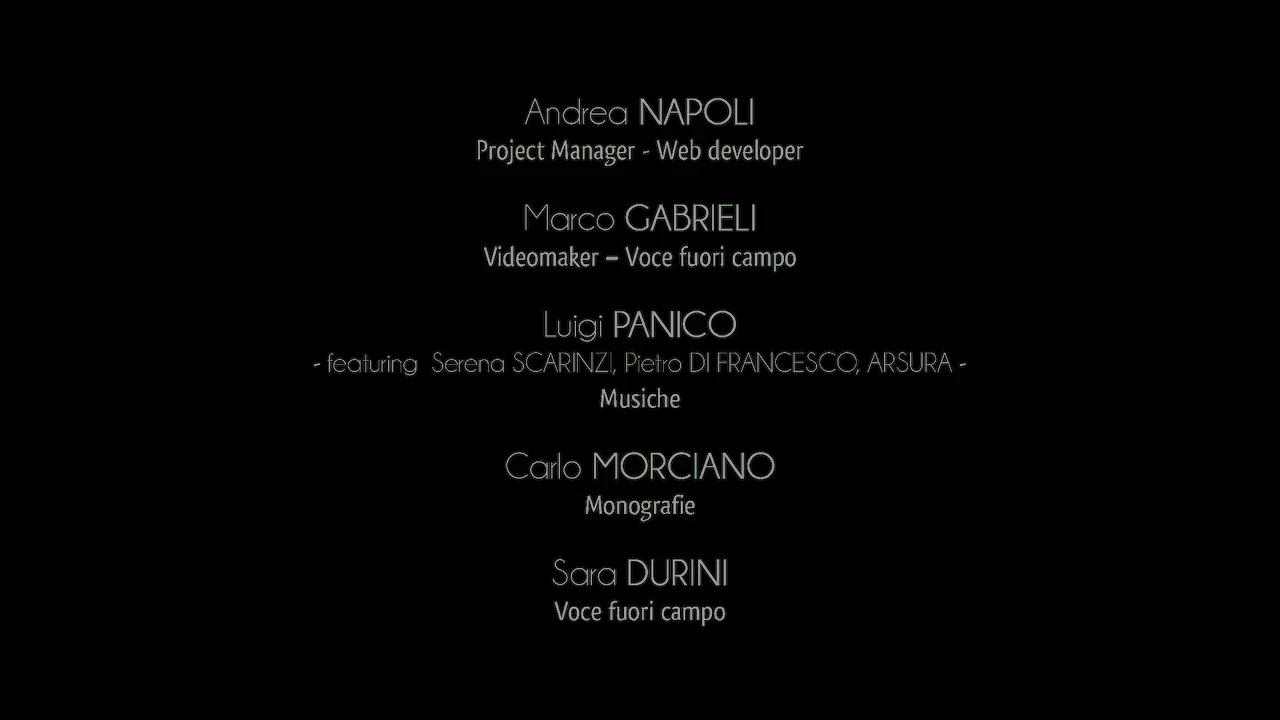 Andrea NAPOLI
Project Manager - Web developer
Marco GABRIELI
Videomaker – Voce fuori campo
Luigi PANICO
- featuring Serena SCARINZI, Pietro DI FRANCESCO, ARSURA -
Musiche
Carlo MORCIANO
Monografie
Sara DURINI
Voce fuori campo